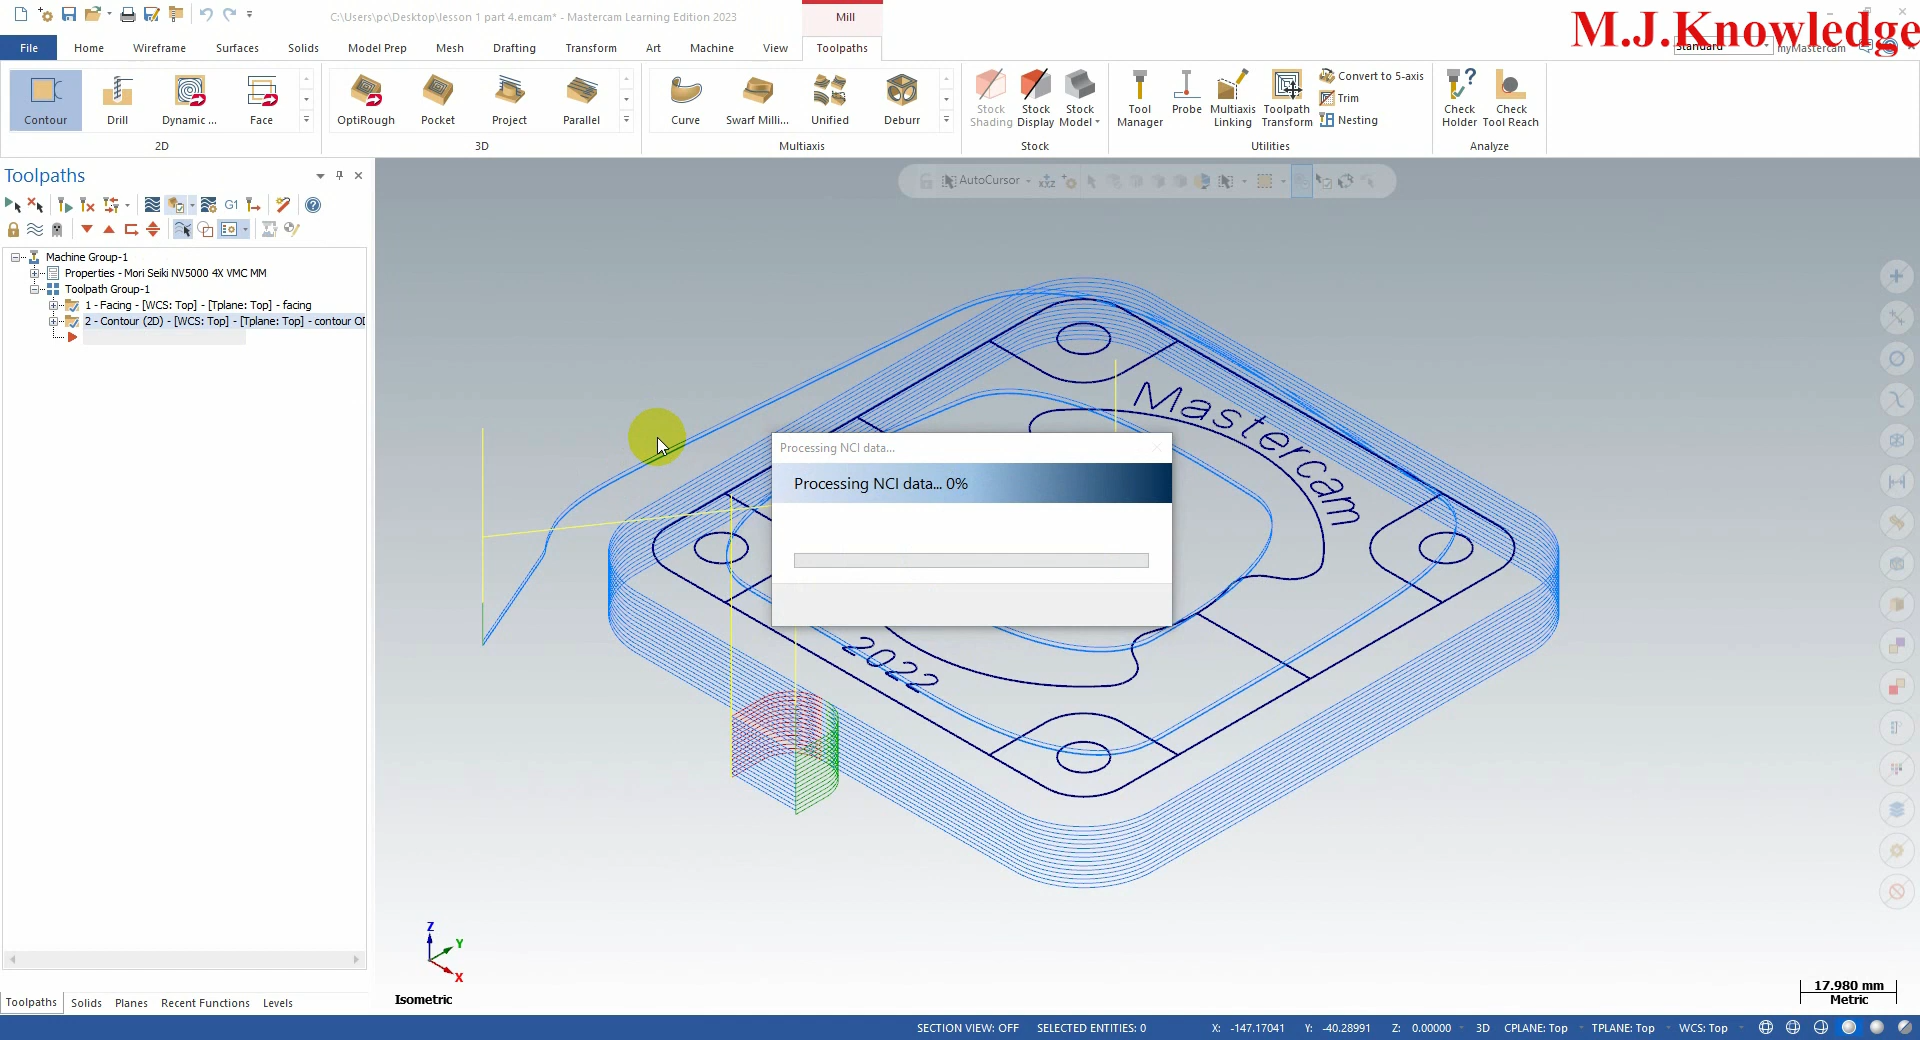 C:\Users\pc\Desktop\lesson 1 part 4.emcam* - Mastercam Learning Edition 2023
Mill
M.J.Knowledge
File
Home
Wireframe
Surfaces
Solids
Model Prep
Mesh
Drafting
Transform
Art
Machine
View
Toolpaths
Standard
myMastercam
Contour
Drill
Dynamic ...
Face
OptiRough
Pocket
Project
Parallel
Curve
Swarf Milli...
Unified
Deburr
Stock Shading
Stock Display
Stock Model
Tool Manager
Probe
Multiaxis Linking
Toolpath Transform
Convert to 5-axis
Trim
Nesting
Check Holder
Check Tool Reach
2D
3D
Multiaxis
Stock
Utilities
Analyze
Toolpaths
AutoCursor
G1
Machine Group-1
Properties - Mori Seiki NV5000 4X VMC MM
Toolpath Group-1
1 - Facing - [WCS: Top] - [Tplane: Top] - facing
2 - Contour (2D) - [WCS: Top] - [Tplane: Top] - contour OD
Mastercam
Processing NCI data...
Processing NCI data... 0%
2022
Z
Y
X
Isometric
17.980 mm
Metric
Toolpaths
Solids
Planes
Recent Functions
Levels
SECTION VIEW: OFF
SELECTED ENTITIES: 0
X: -147.17041
Y: -40.28991
Z: 0.00000
3D
CPLANE: Top
TPLANE: Top
WCS: Top